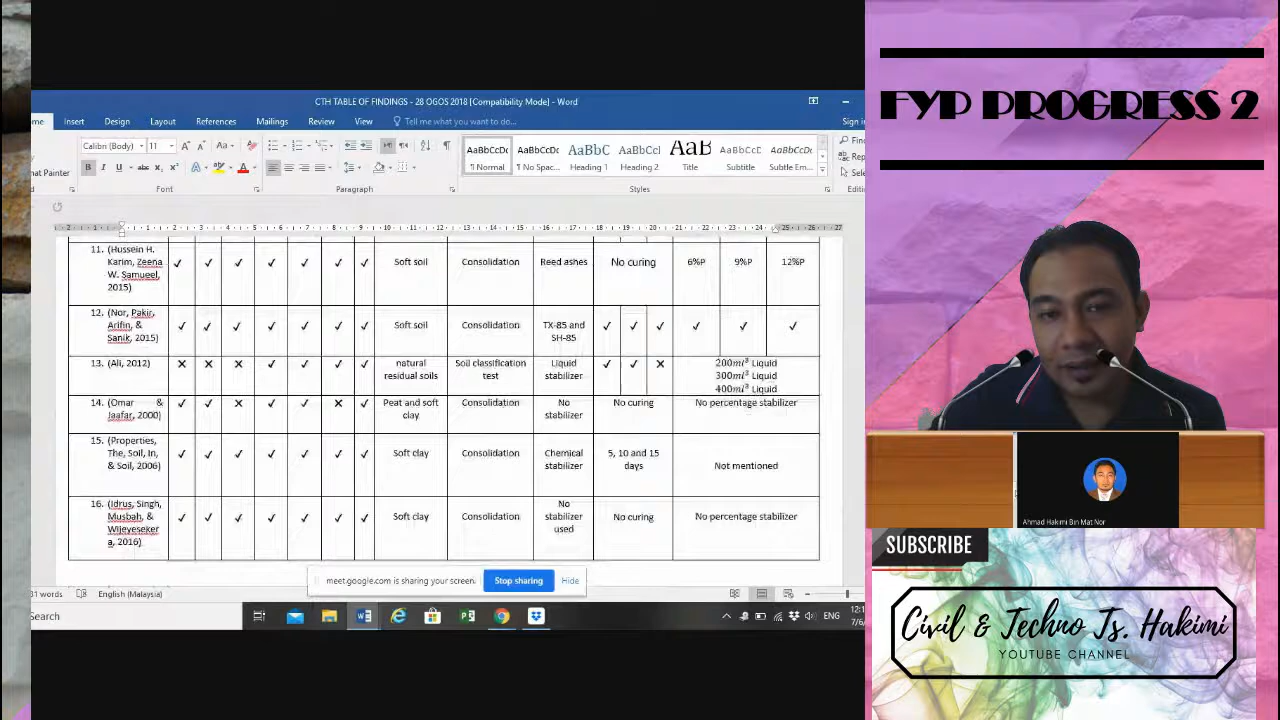 CTH TABLE OF FINDINGS - 28 OGOS 2018 [Compatibility Mode] - Word
Insert Design Layout References Mailings Review View Tell me what you want to do...
Sign in
Calibri (Body) 11
AaBbCcDc AaBbCcDc AaBbC AaBbCcI AaB AaBbCcD AaBbCcDc
¶ Normal ¶ No Spac... Heading 1 Heading 2 Title Subtitle Subtle Em...
Font Paragraph Styles
11. (Hussein H. Karim, Zeena W. Samueel, 2015) ✓ ✓ ✓ ✓ ✓ ✓ ✓ Soft soil Consolidation Reed ashes No curing 6%P 9%P 12%P
12. (Nor, Pakir, Arifin, & Sanik, 2015) ✓ ✓ ✓ ✓ ✓ ✓ ✓ Soft soil Consolidation TX-85 and SH-85 ✓ ✓ ✓ ✓ ✓ ✓
13. (Ali, 2012) × × × ✓ ✓ ✓ ✓ natural residual soils Soil classification test Liquid stabilizer ✓ ✓ × 200ml³ Liquid 300ml³ Liquid 400ml³ Liquid
14. (Omar & Jaafar, 2000) ✓ ✓ × ✓ ✓ × ✓ Peat and soft clay Consolidation No stabilizer No curing No percentage stabilizer
15. (Properties, The, Soil, In, & Soil, 2006) ✓ ✓ ✓ ✓ ✓ ✓ ✓ Soft clay Consolidation Chemical stabilizer 5, 10 and 15 days Not mentioned
16. (Idrus, Singh, Musbah, & Wijeyesekera, 2016) ✓ ✓ ✓ ✓ ✓ ✓ ✓ Soft clay Consolidation No stabilizer used No curing No percentage stabilizer
meet.google.com is sharing your screen. Stop sharing Hide
English (Malaysia)
ENG
FYP PROGRESS 2
Ahmad Hakimi Bin Mat Nor
SUBSCRIBE
Civil & Techno Ts. Hakimi
YOUTUBE CHANNEL